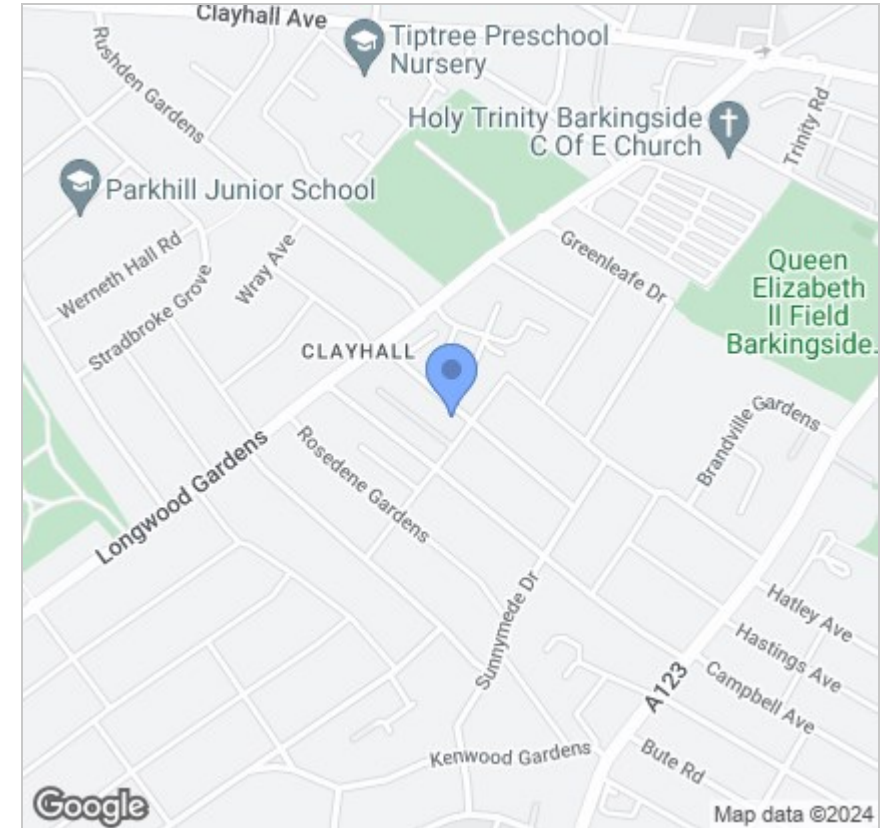 Clayhall Ave
Rushden Gardens
Tiptree Preschool
Nursery
Holy Trinity Barkingside
C Of E Church
Trinity Rd
Parkhill Junior School
Werneth Hall Rd
Wray Ave
Stradbroke Grove
Greenleafe Dr
Queen
Elizabeth
II Field
Barkingside.
CLAYHALL
Longwood Gardens
Rosedene Gardens
Brandville Gardens
Sunnymede Dr
Hatley Ave
Hastings Ave
Campbell Ave
A123
Bute Rd
Kenwood Gardens
Google
Map data ©2024